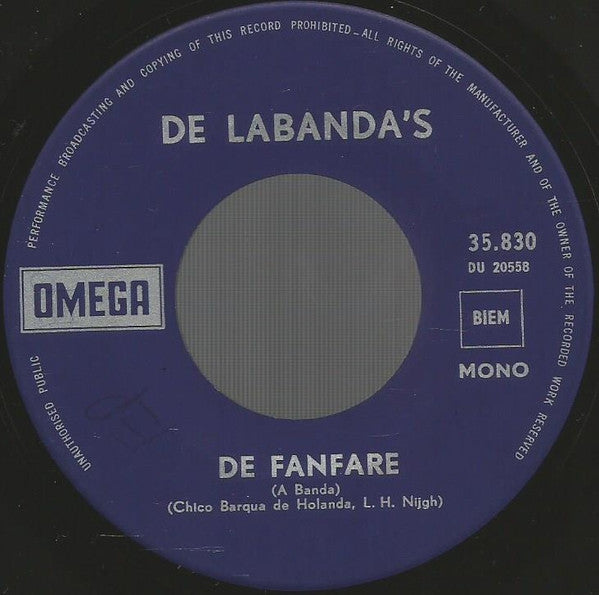 UNAUTHORISED PUBLIC PERFORMANCE BROADCASTING AND COPYING OF THIS RECORD PROHIBITED-ALL RIGHTS OF THE MANUFACTURER AND OF THE OWNER OF THE RECORDED WORK RESERVED
DE LABANDA'S
35.830
DU 20558
OMEGA
BIEM
MONO
DE FANFARE
(A Banda)
(Chico Barqua de Holanda, L. H. Nijgh)